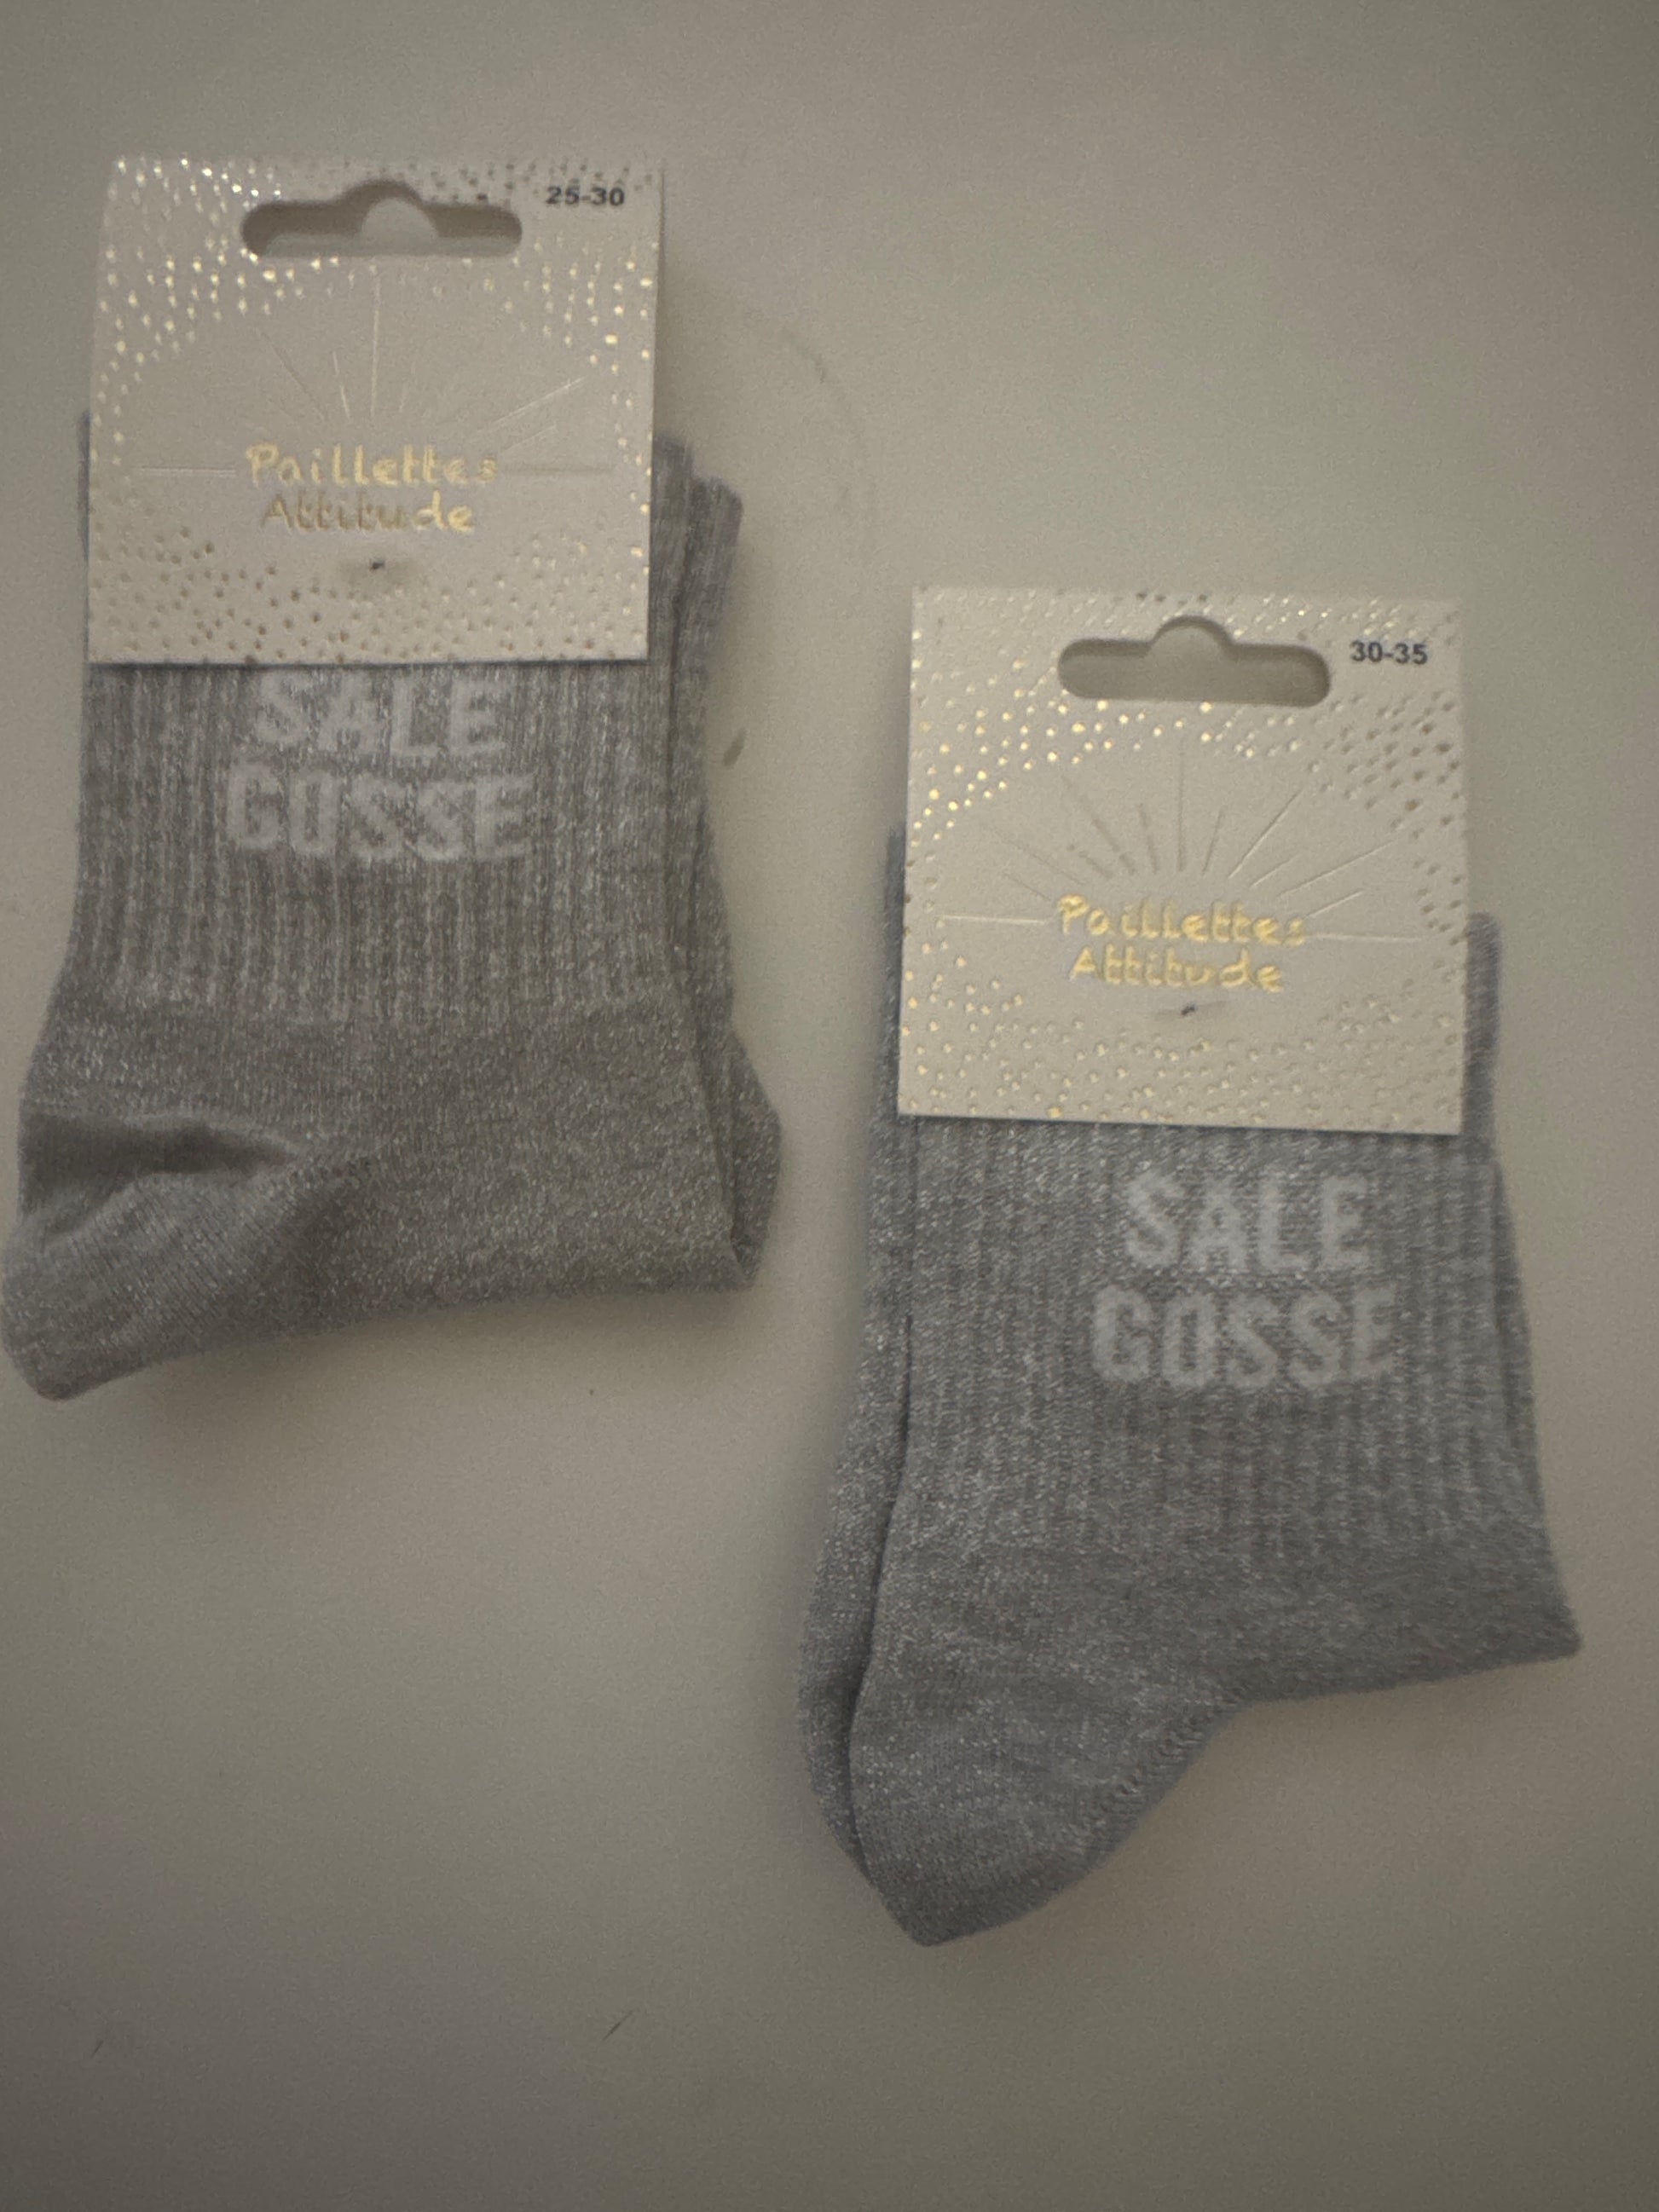 25-30
Paillettes
Attitude
SALE
GOSSE
30-35
Paillettes
Attitude
SALE
GOSSE